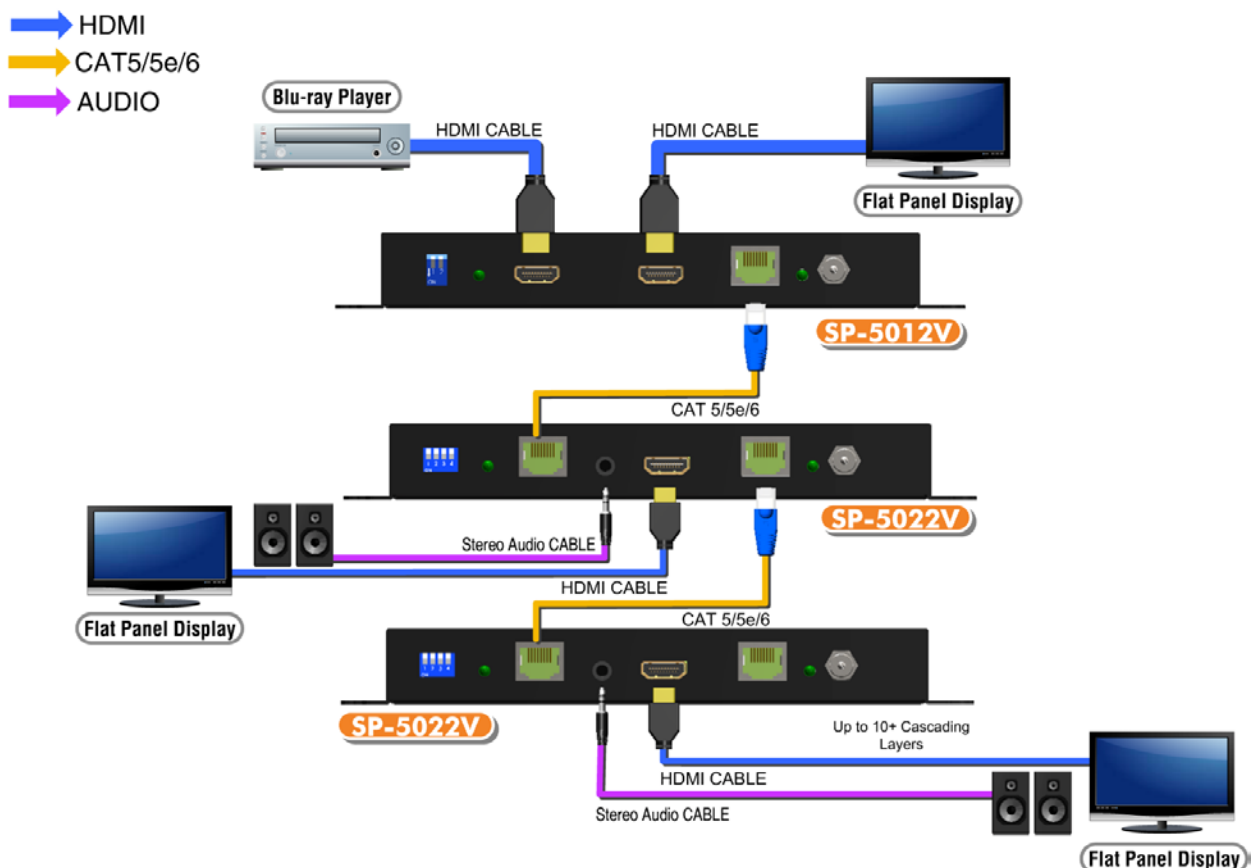 HDMI
CAT5/5e/6
AUDIO
Blu-ray Player
HDMI CABLE
HDMI CABLE
Flat Panel Display
SP-5012V
CAT 5/5e/6
SP-5022V
Stereo Audio CABLE
HDMI CABLE
Flat Panel Display
CAT 5/5e/6
SP-5022V
Up to 10+ Cascading
Layers
HDMI CABLE
Stereo Audio CABLE
Flat Panel Display